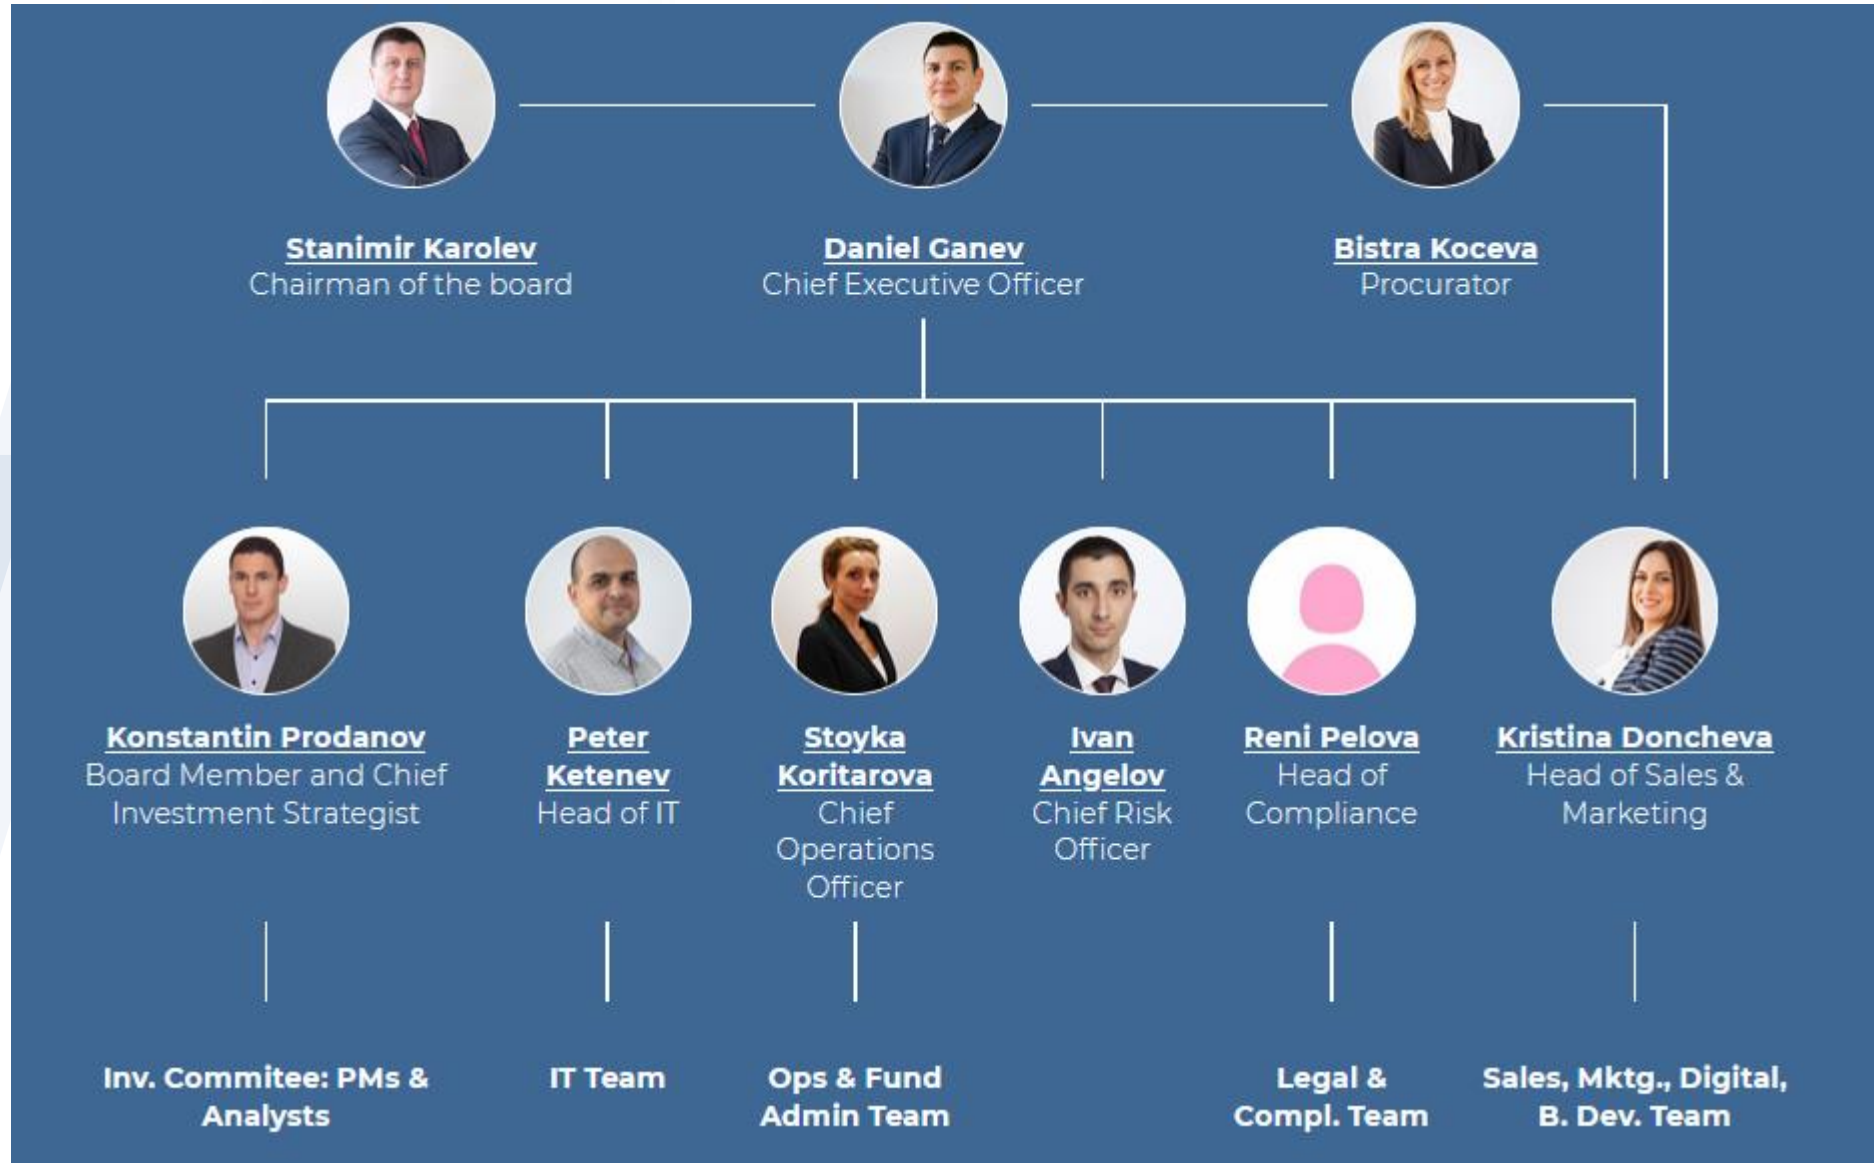 Stanimir Karolev
Chairman of the board
Daniel Ganev
Chief Executive Officer
Bistra Koceva
Procurator
Konstantin Prodanov
Board Member and Chief
Investment Strategist
Peter
Ketenev
Head of IT
Stoyka
Koritarova
Chief
Operations
Officer
Ivan
Angelov
Chief Risk
Officer
Reni Pelova
Head of
Compliance
Kristina Doncheva
Head of Sales &
Marketing
Inv. Commitee: PMs &
Analysts
IT Team
Ops & Fund
Admin Team
Legal &
Compl. Team
Sales, Mktg., Digital,
B. Dev. Team